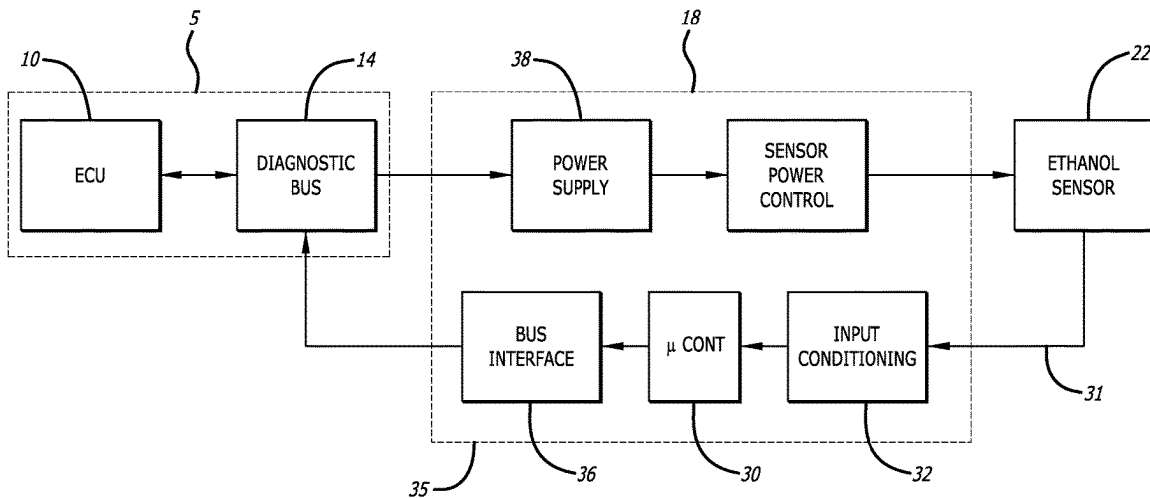 5
18
10
14
38
22
ECU
DIAGNOSTIC
BUS
POWER
SUPPLY
SENSOR
POWER
CONTROL
ETHANOL
SENSOR
BUS
INTERFACE
μ CONT
INPUT
CONDITIONING
31
35
36
30
32